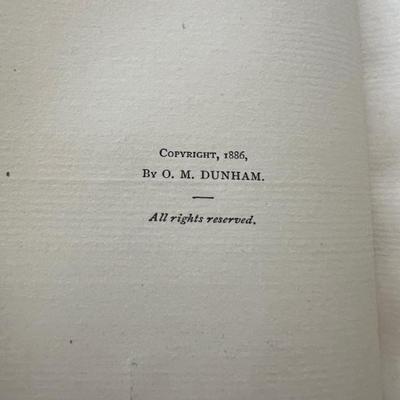 Copyright, 1886,
By O. M. DUNHAM.
All rights reserved.